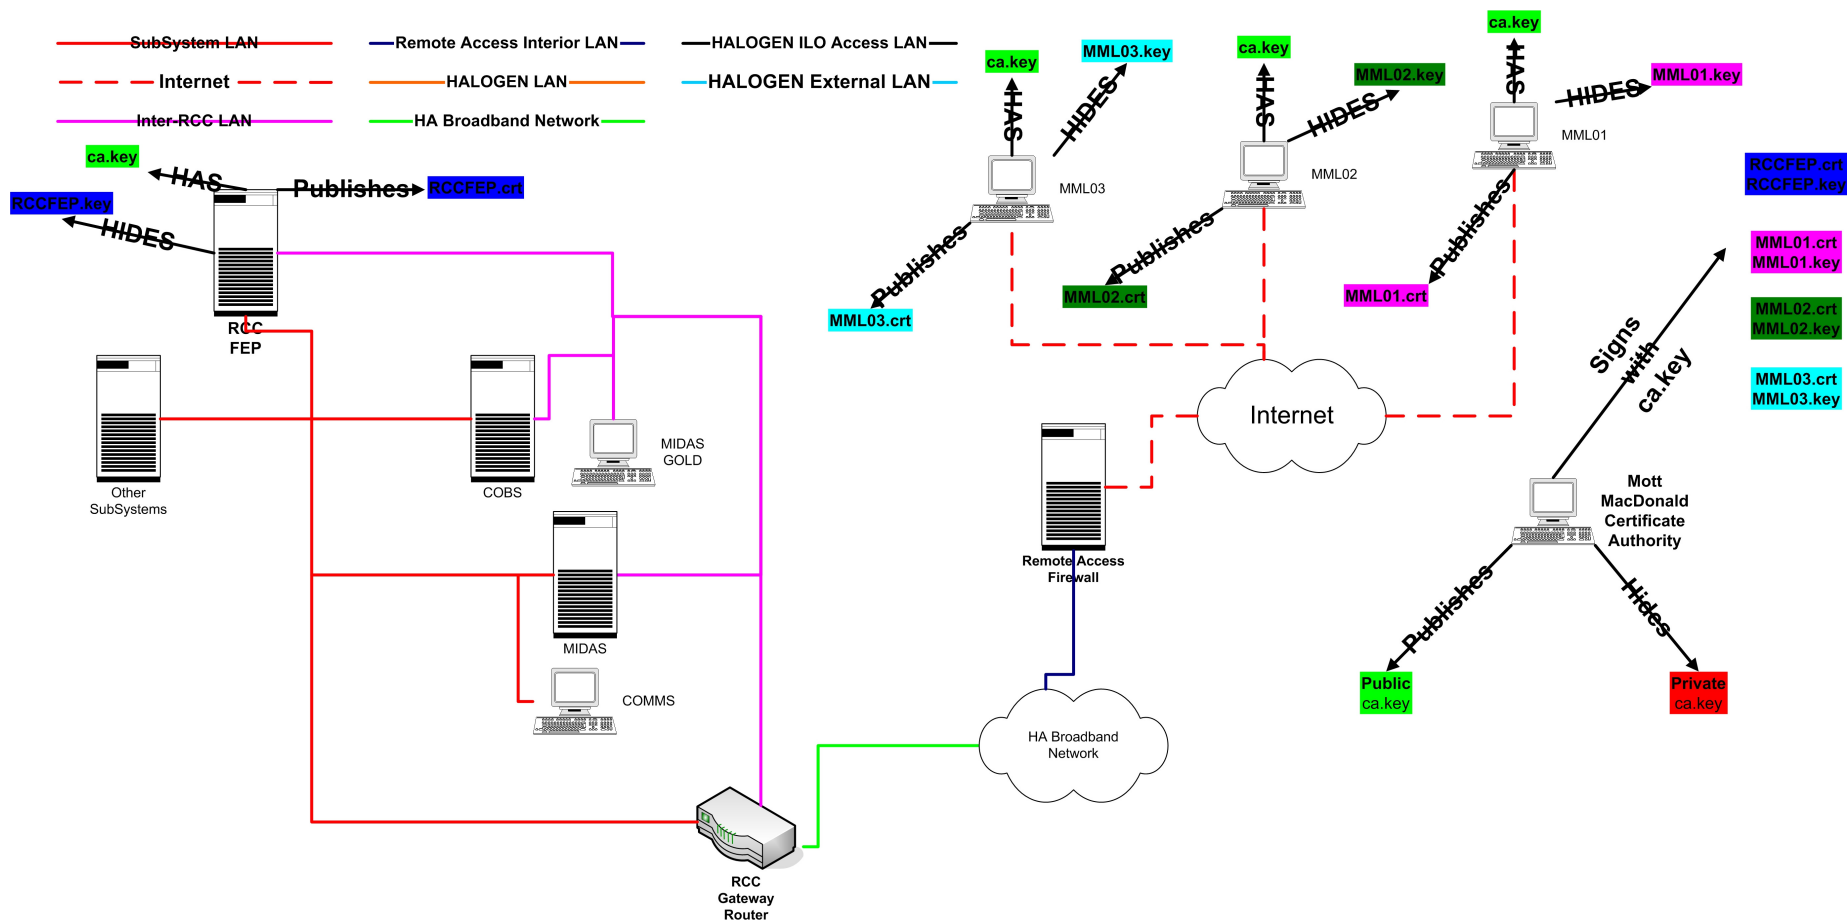 SubSystem LAN
Remote Access Interior LAN
HALOGEN ILO Access LAN
Internet
HALOGEN LAN
HALOGEN External LAN
Inter-RCC LAN
HA Broadband Network
ca.key
HAS
RCCFEP.key
HIDES
Publishes
RCCFEP.crt
RCC
FEP
ca.key
HAS
MML03.key
HIDES
MML03
Publishes
MML03.crt
ca.key
HAS
MML02.key
HIDES
MML02
Publishes
MML02.crt
ca.key
HAS
MML01.key
HIDES
MML01
Publishes
MML01.crt
RCCFEP.crt
RCCFEP.key
MML01.crt
MML01.key
MML02.crt
MML02.key
MML03.crt
MML03.key
Signs
with
ca.key
Mott
MacDonald
Certificate
Authority
Publishes
Hides
Public
ca.key
Private
ca.key
Internet
Remote Access
Firewall
Other
SubSystems
COBS
MIDAS
GOLD
MIDAS
COMMS
HA Broadband
Network
RCC
Gateway
Router